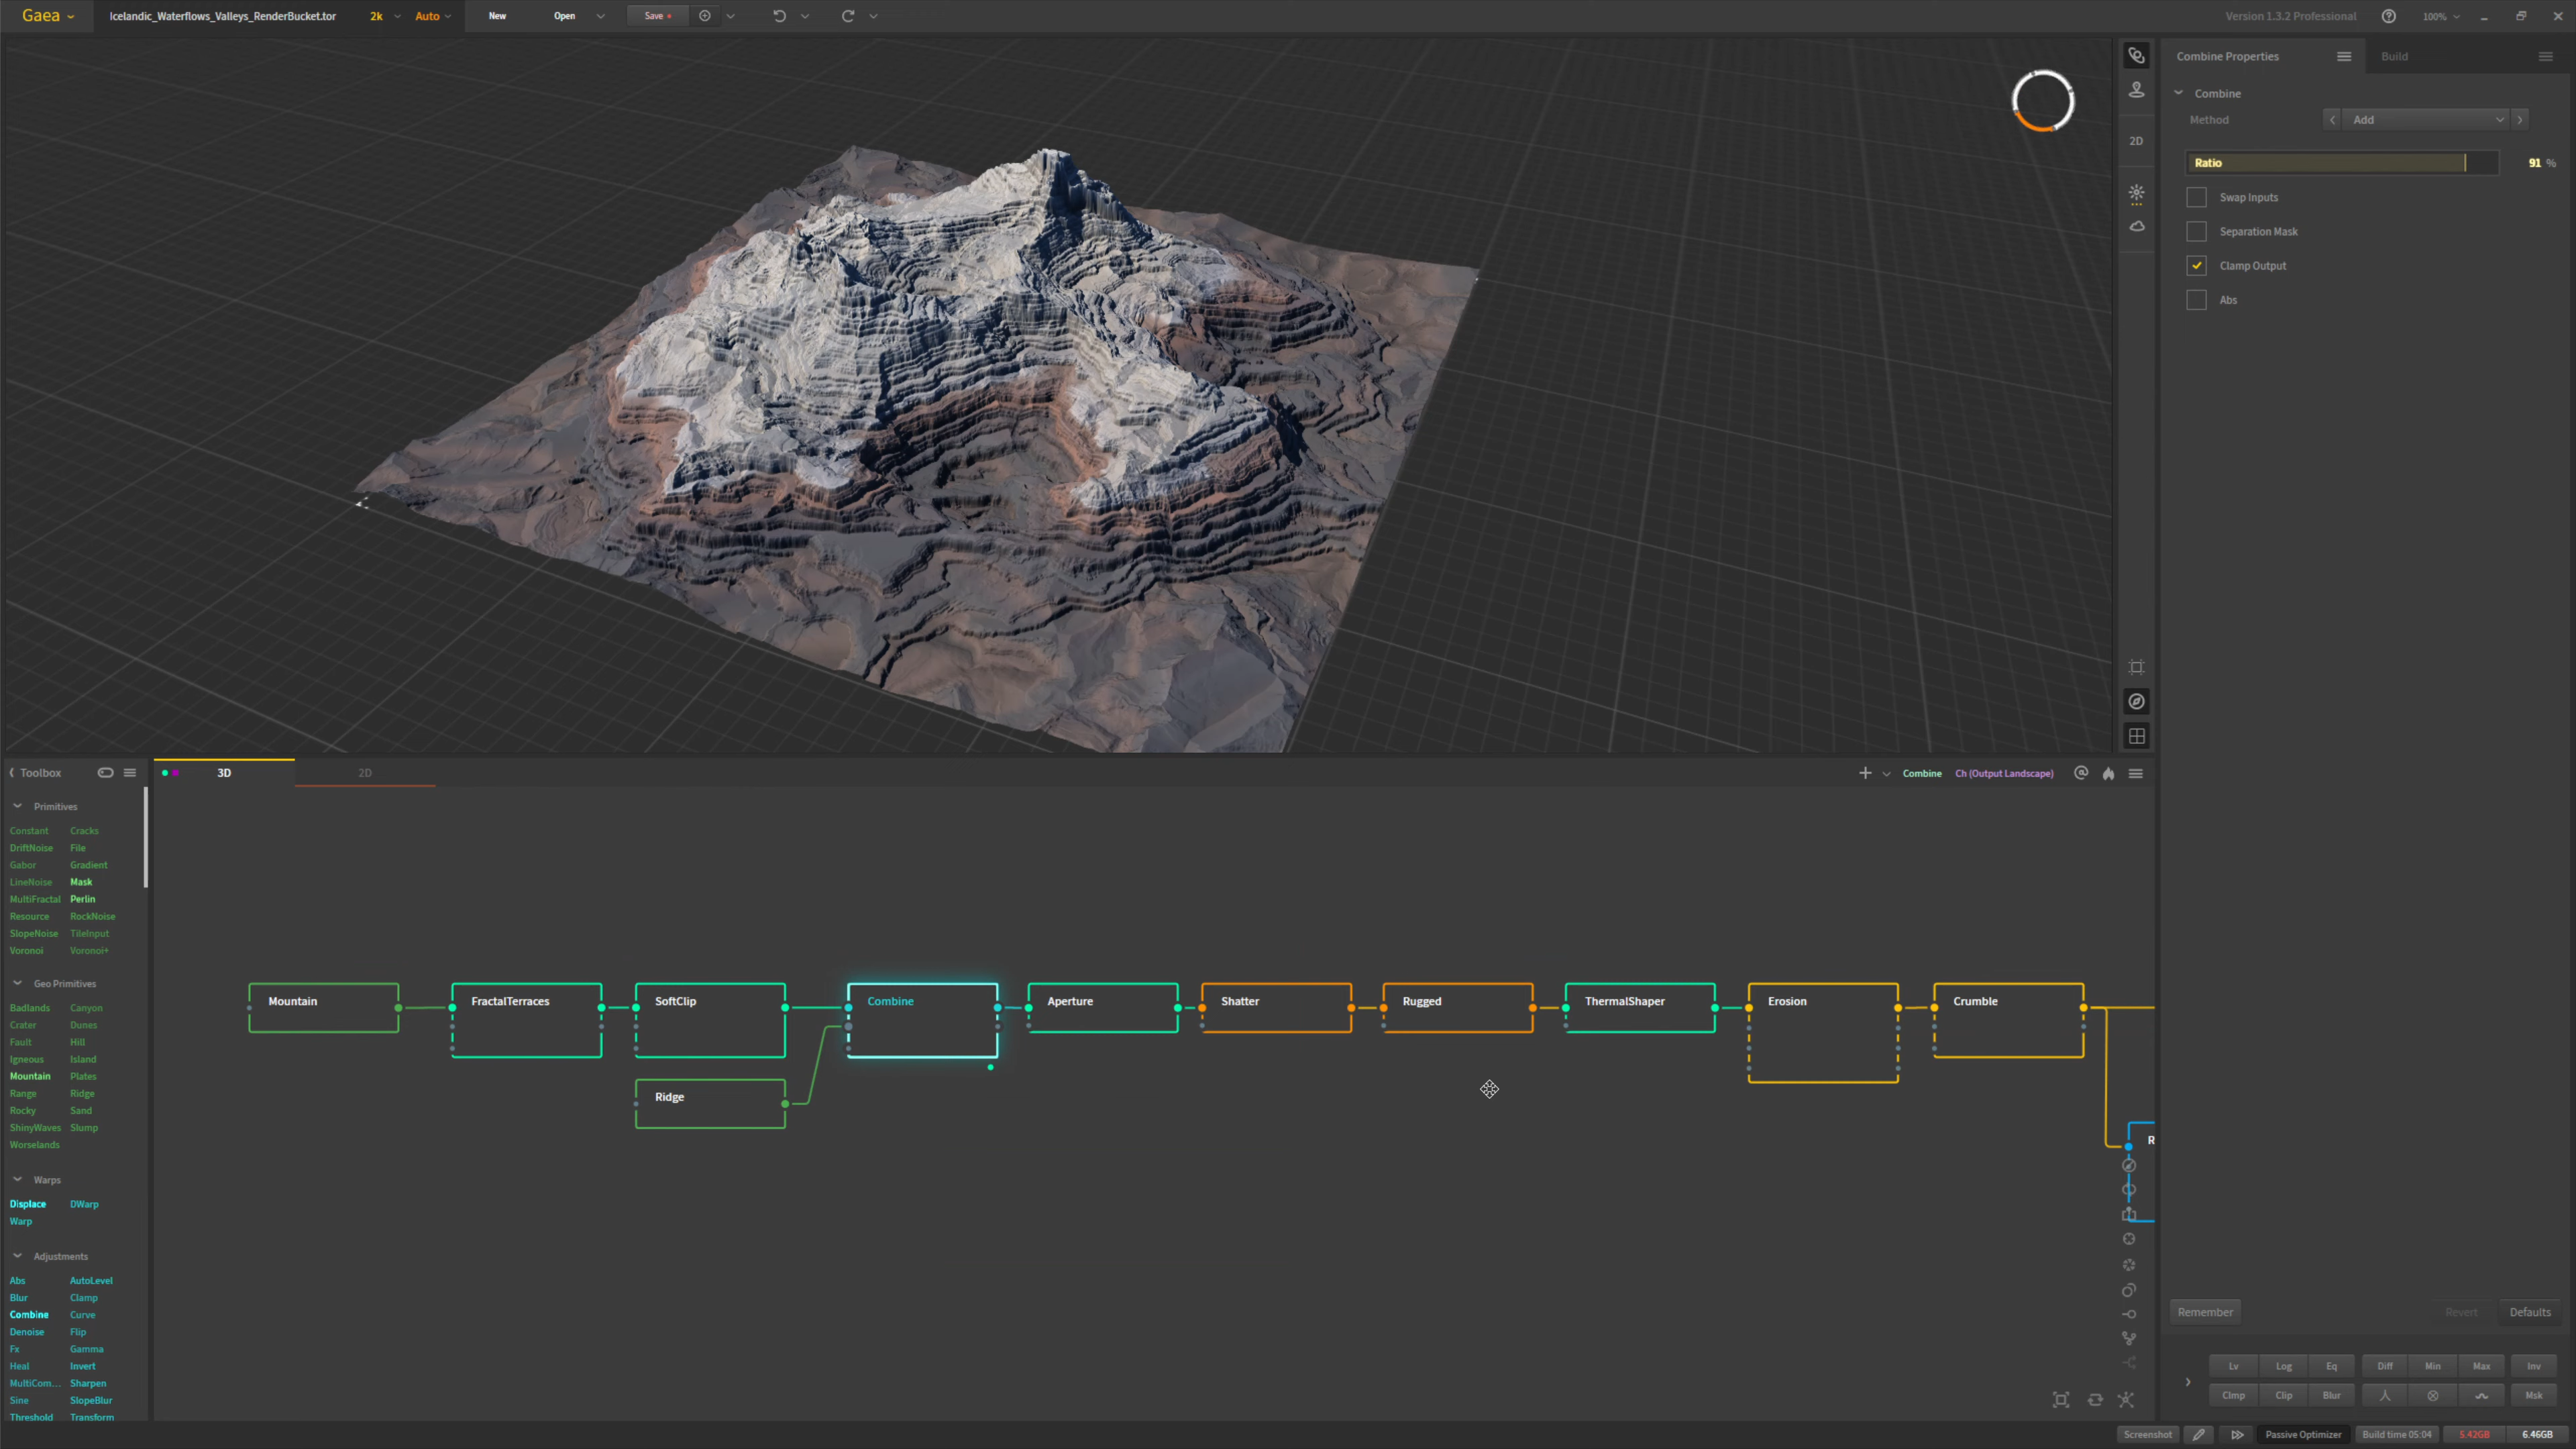 Gaea Icelandic_Waterflows_Valleys_RenderBucket.tor 2k Auto New Open Save Version 1.3.2 Professional 100%
Combine Properties Build
Combine
Method Add
Ratio 91 %
Swap Inputs
Separation Mask
Clamp Output
Abs
2D
Toolbox 3D 2D Combine Ch (Output Landscape)
Primitives
Constant Cracks
DriftNoise File
Gabor Gradient
LineNoise Mask
MultiFractal Perlin
Resource RockNoise
SlopeNoise TileInput
Voronoi Voronoi+
Geo Primitives
Badlands Canyon
Crater Dunes
Fault Hill
Igneous Island
Mountain Plates
Range Ridge
Rocky Sand
ShinyWaves Slump
Worselands
Warps
Displace DWarp
Warp
Adjustments
Abs AutoLevel
Blur Clamp
Combine Curve
Denoise Flip
Fx Gamma
Heal Invert
MultiCom... Sharpen
Sine SlopeBlur
Threshold Transform
Mountain FractalTerraces SoftClip Combine Aperture Shatter Rugged ThermalShaper Erosion Crumble
Ridge
R
Remember Revert Defaults
Lv Log Eq Diff Min Max Inv
Clmp Clip Blur Msk
Screenshot Passive Optimizer Build time 05:04 5.42GB 6.46GB